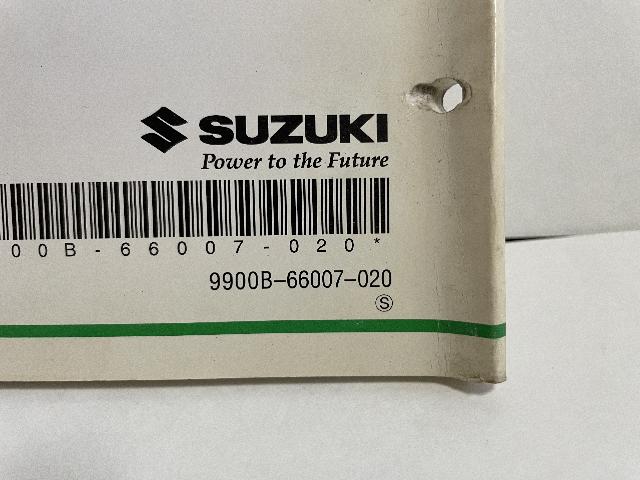 SUZUKI
Power to the Future
00B-66007-020*
9900B-66007-020
S